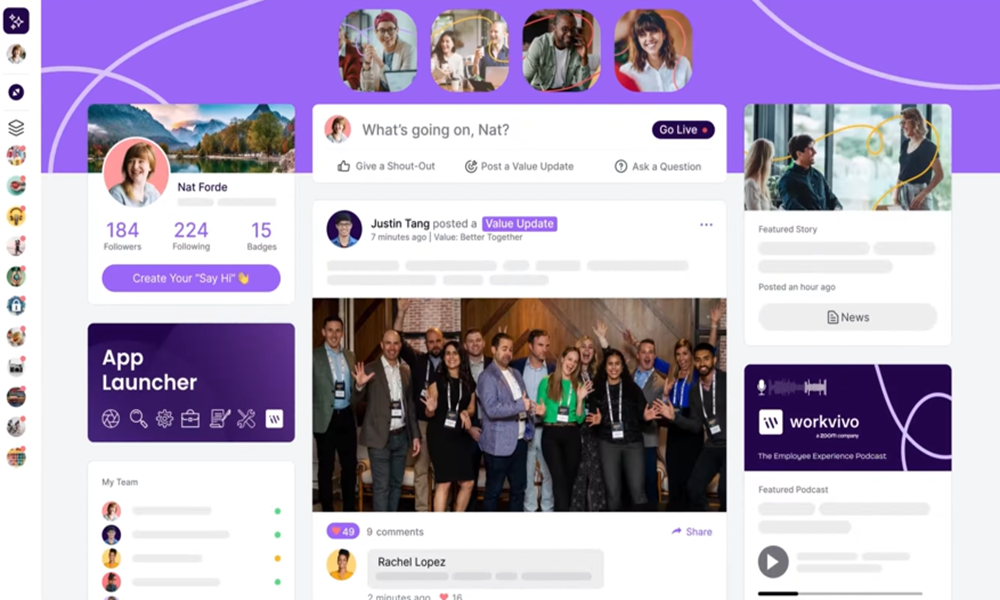 What's going on, Nat?
Go Live
Give a Shout-Out
Post a Value Update
Ask a Question
Nat Forde
184
Followers
224
Following
15
Badges
Create Your "Say Hi" 👋
App
Launcher
My Team
Justin Tang posted a Value Update
7 minutes ago | Value: Better Together
49
9 comments
Share
Rachel Lopez
2 minutes ago
16
Featured Story
Posted an hour ago
News
workvivo
a zoom company
The Employee Experience Podcast
Featured Podcast